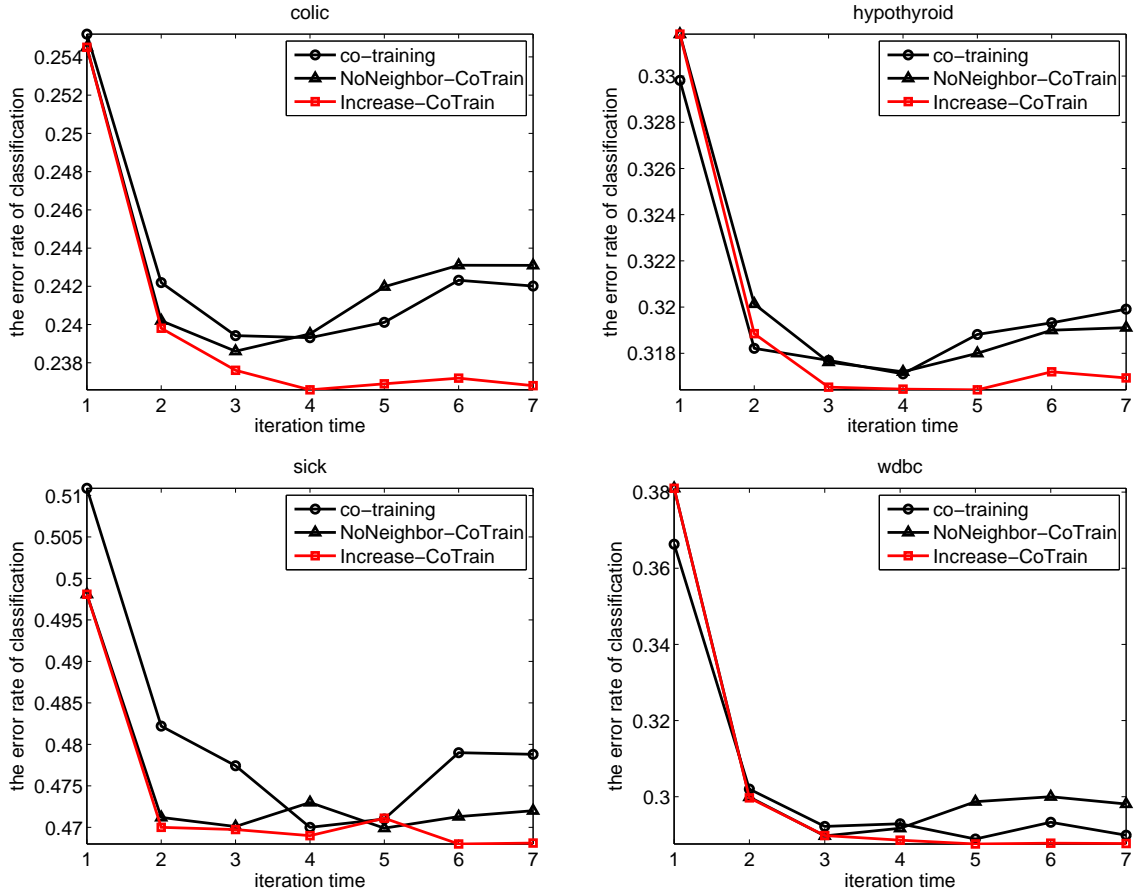 colic
the error rate of classification
0.254
0.252
0.25
0.248
0.246
0.244
0.242
0.24
0.238
co−training
NoNeighbor−CoTrain
Increase−CoTrain
1 2 3 4 5 6 7
iteration time
hypothyroid
the error rate of classification
0.33
0.328
0.326
0.324
0.322
0.32
0.318
co−training
NoNeighbor−CoTrain
Increase−CoTrain
1 2 3 4 5 6 7
iteration time
sick
the error rate of classification
0.51
0.505
0.5
0.495
0.49
0.485
0.48
0.475
0.47
co−training
NoNeighbor−CoTrain
Increase−CoTrain
1 2 3 4 5 6 7
iteration time
wdbc
the error rate of classification
0.38
0.36
0.34
0.32
0.3
co−training
NoNeighbor−CoTrain
Increase−CoTrain
1 2 3 4 5 6 7
iteration time